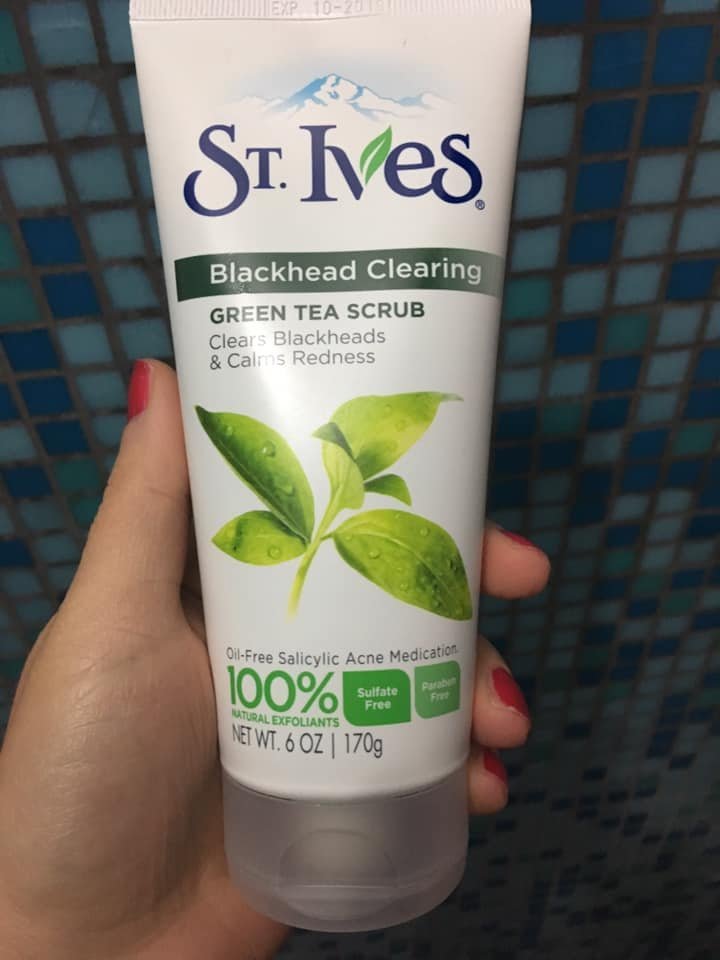 EXP 10-2019
ST. Ives®
Blackhead Clearing
GREEN TEA SCRUB
Clears Blackheads
& Calms Redness
Oil-Free Salicylic Acne Medication.
100%
NATURAL EXFOLIANTS
Sulfate
Free
Paraben
Free
NET WT. 6 OZ | 170g